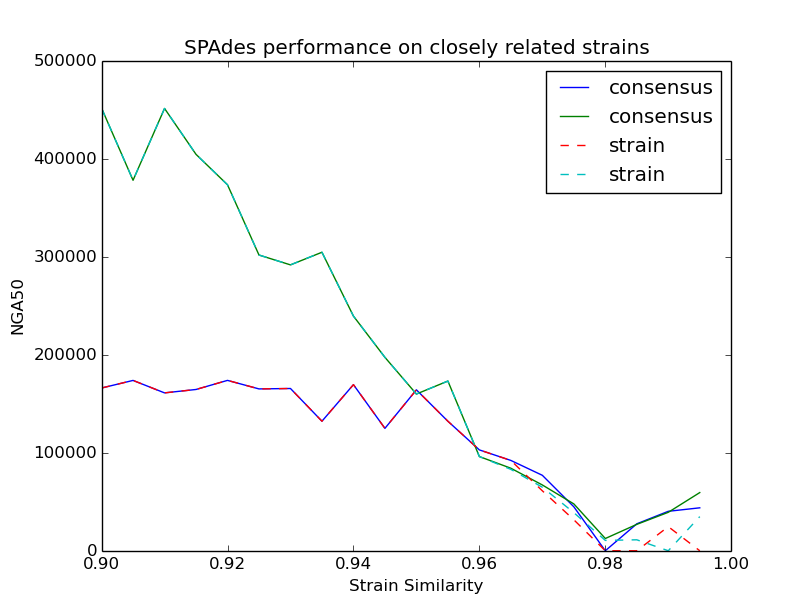 SPAdes performance on closely related strains
500000
400000
300000
200000
100000
0
NGA50
consensus
consensus
strain
strain
0.90
0.92
0.94
0.96
0.98
1.00
Strain Similarity